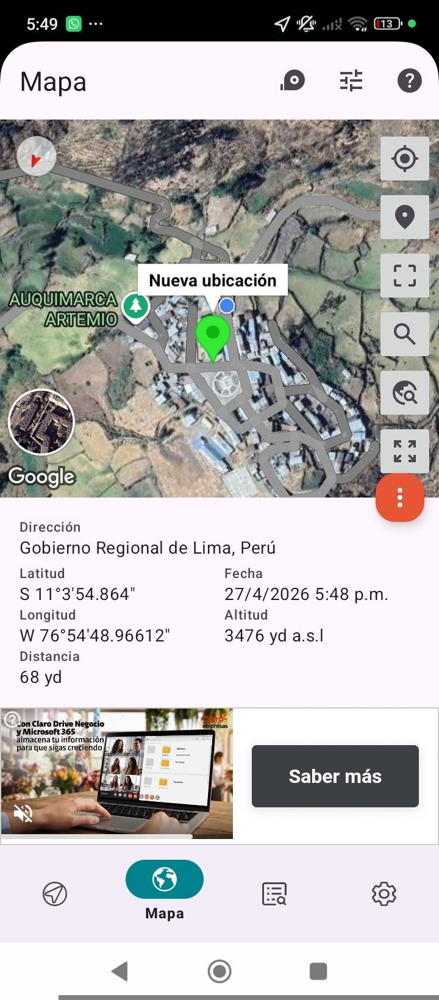 5:49
13
Mapa
Nueva ubicación
AUQUIMARCA
ARTEMIO
Google
Dirección
Gobierno Regional de Lima, Perú
Latitud
S 11°3'54.864"
Fecha
27/4/2026 5:48 p.m.
Longitud
W 76°54'48.96612"
Altitud
3476 yd a.s.l
Distancia
68 yd
Con Claro Drive Negocio
y Microsoft 365
almacena tu información
para que sigas creciendo
Claro-
empresas
Saber más
Mapa